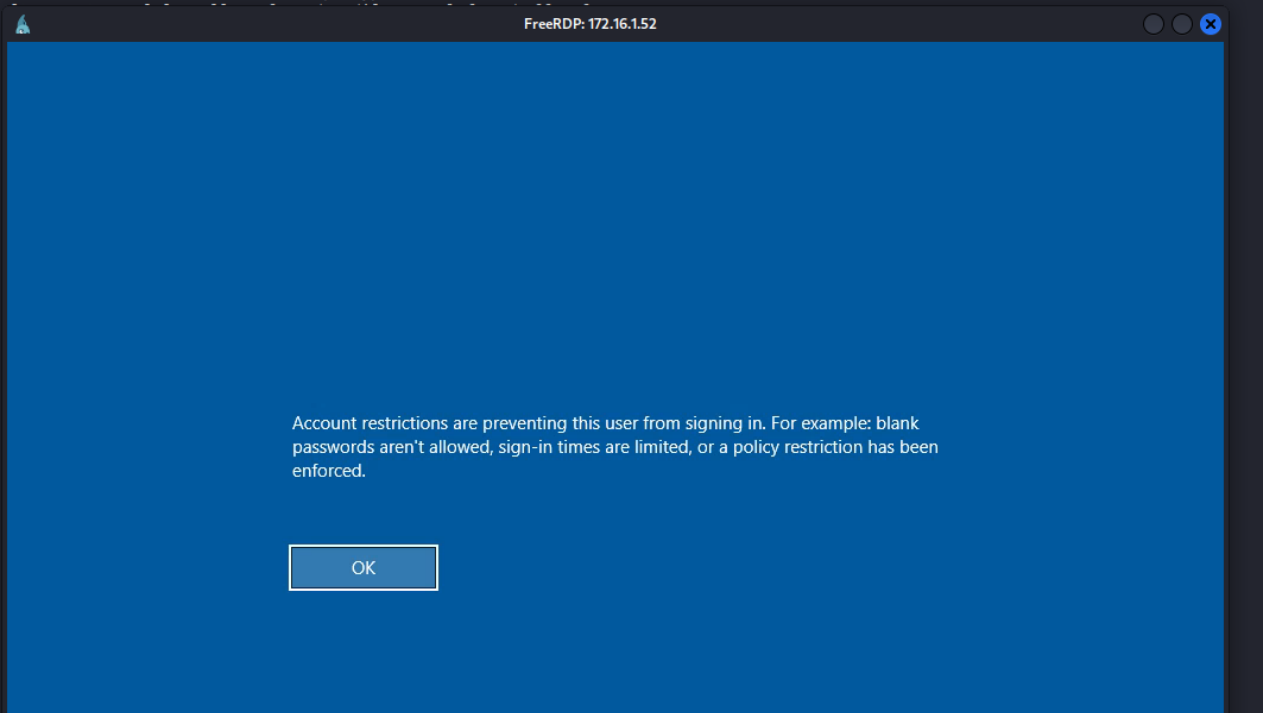 FreeRDP: 172.16.1.52
Account restrictions are preventing this user from signing in. For example: blank
passwords aren't allowed, sign-in times are limited, or a policy restriction has been
enforced.
OK